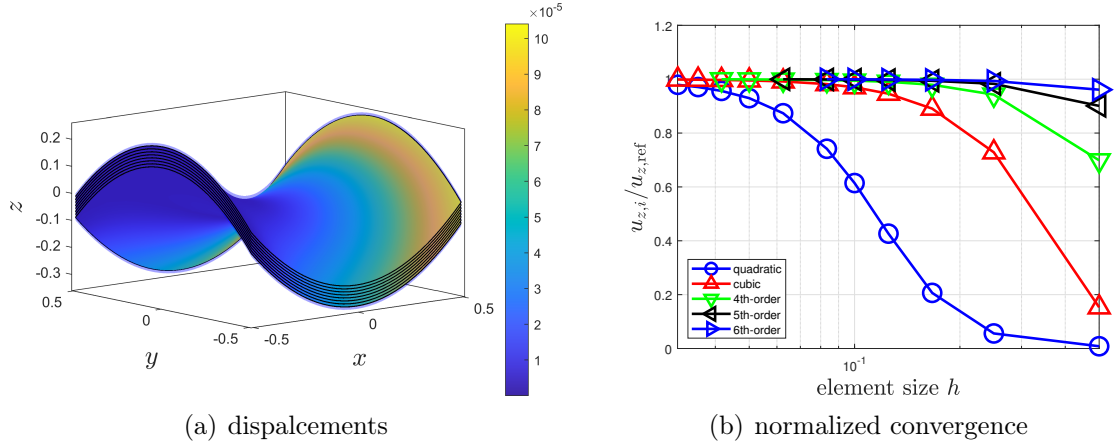 ×10⁻⁵
10
9
8
7
6
5
4
3
2
1
0.2
0.1
0
-0.1
-0.2
-0.3
z
0.5
0
-0.5
y
-0.5
0
0.5
x
(a) dispalcements
1.4
1.2
1
0.8
0.6
0.4
0.2
0
u_{z,i}/u_{z,ref}
quadratic
cubic
4th-order
5th-order
6th-order
10⁻¹
element size h
(b) normalized convergence